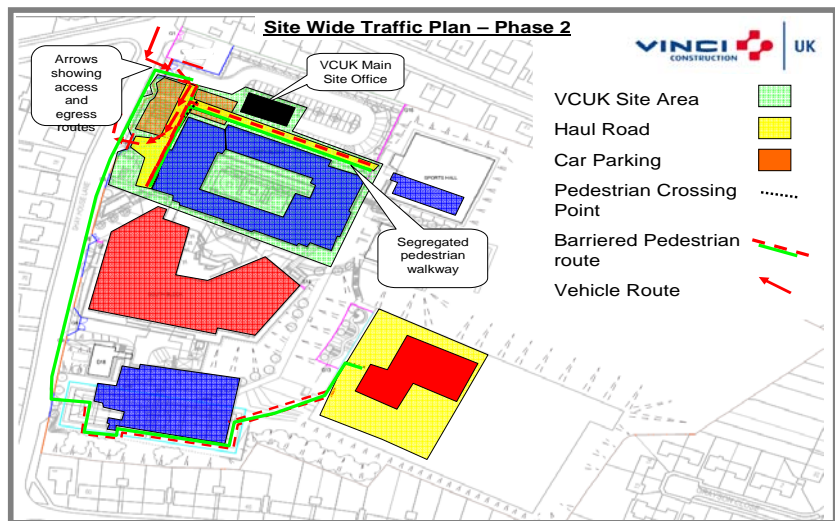 Site Wide Traffic Plan – Phase 2
VINCI
CONSTRUCTION
UK
Arrows
showing
access
and
egress
routes
VCUK Main
Site Office
Segregated
pedestrian
walkway
SPORTS HALL
VCUK Site Area
Haul Road
Car Parking
Pedestrian Crossing
Point
Barriered Pedestrian
route
Vehicle Route